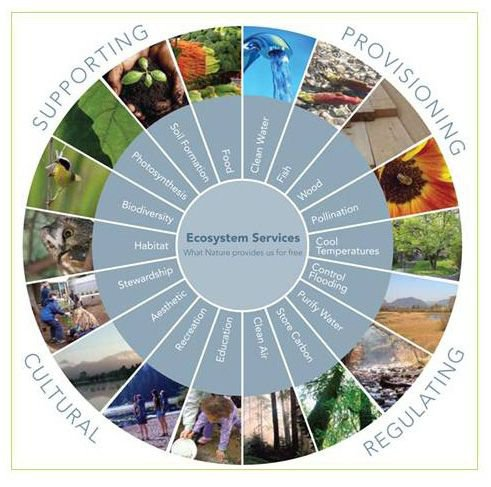 SUPPORTING
PROVISIONING
REGULATING
CULTURAL
Ecosystem Services
What Nature provides us for free
Food
Clean Water
Fish
Wood
Pollination
Cool
Temperatures
Control
Flooding
Purify Water
Store Carbon
Clean Air
Education
Recreation
Aesthetic
Stewardship
Habitat
Biodiversity
Photosynthesis
Soil Formation